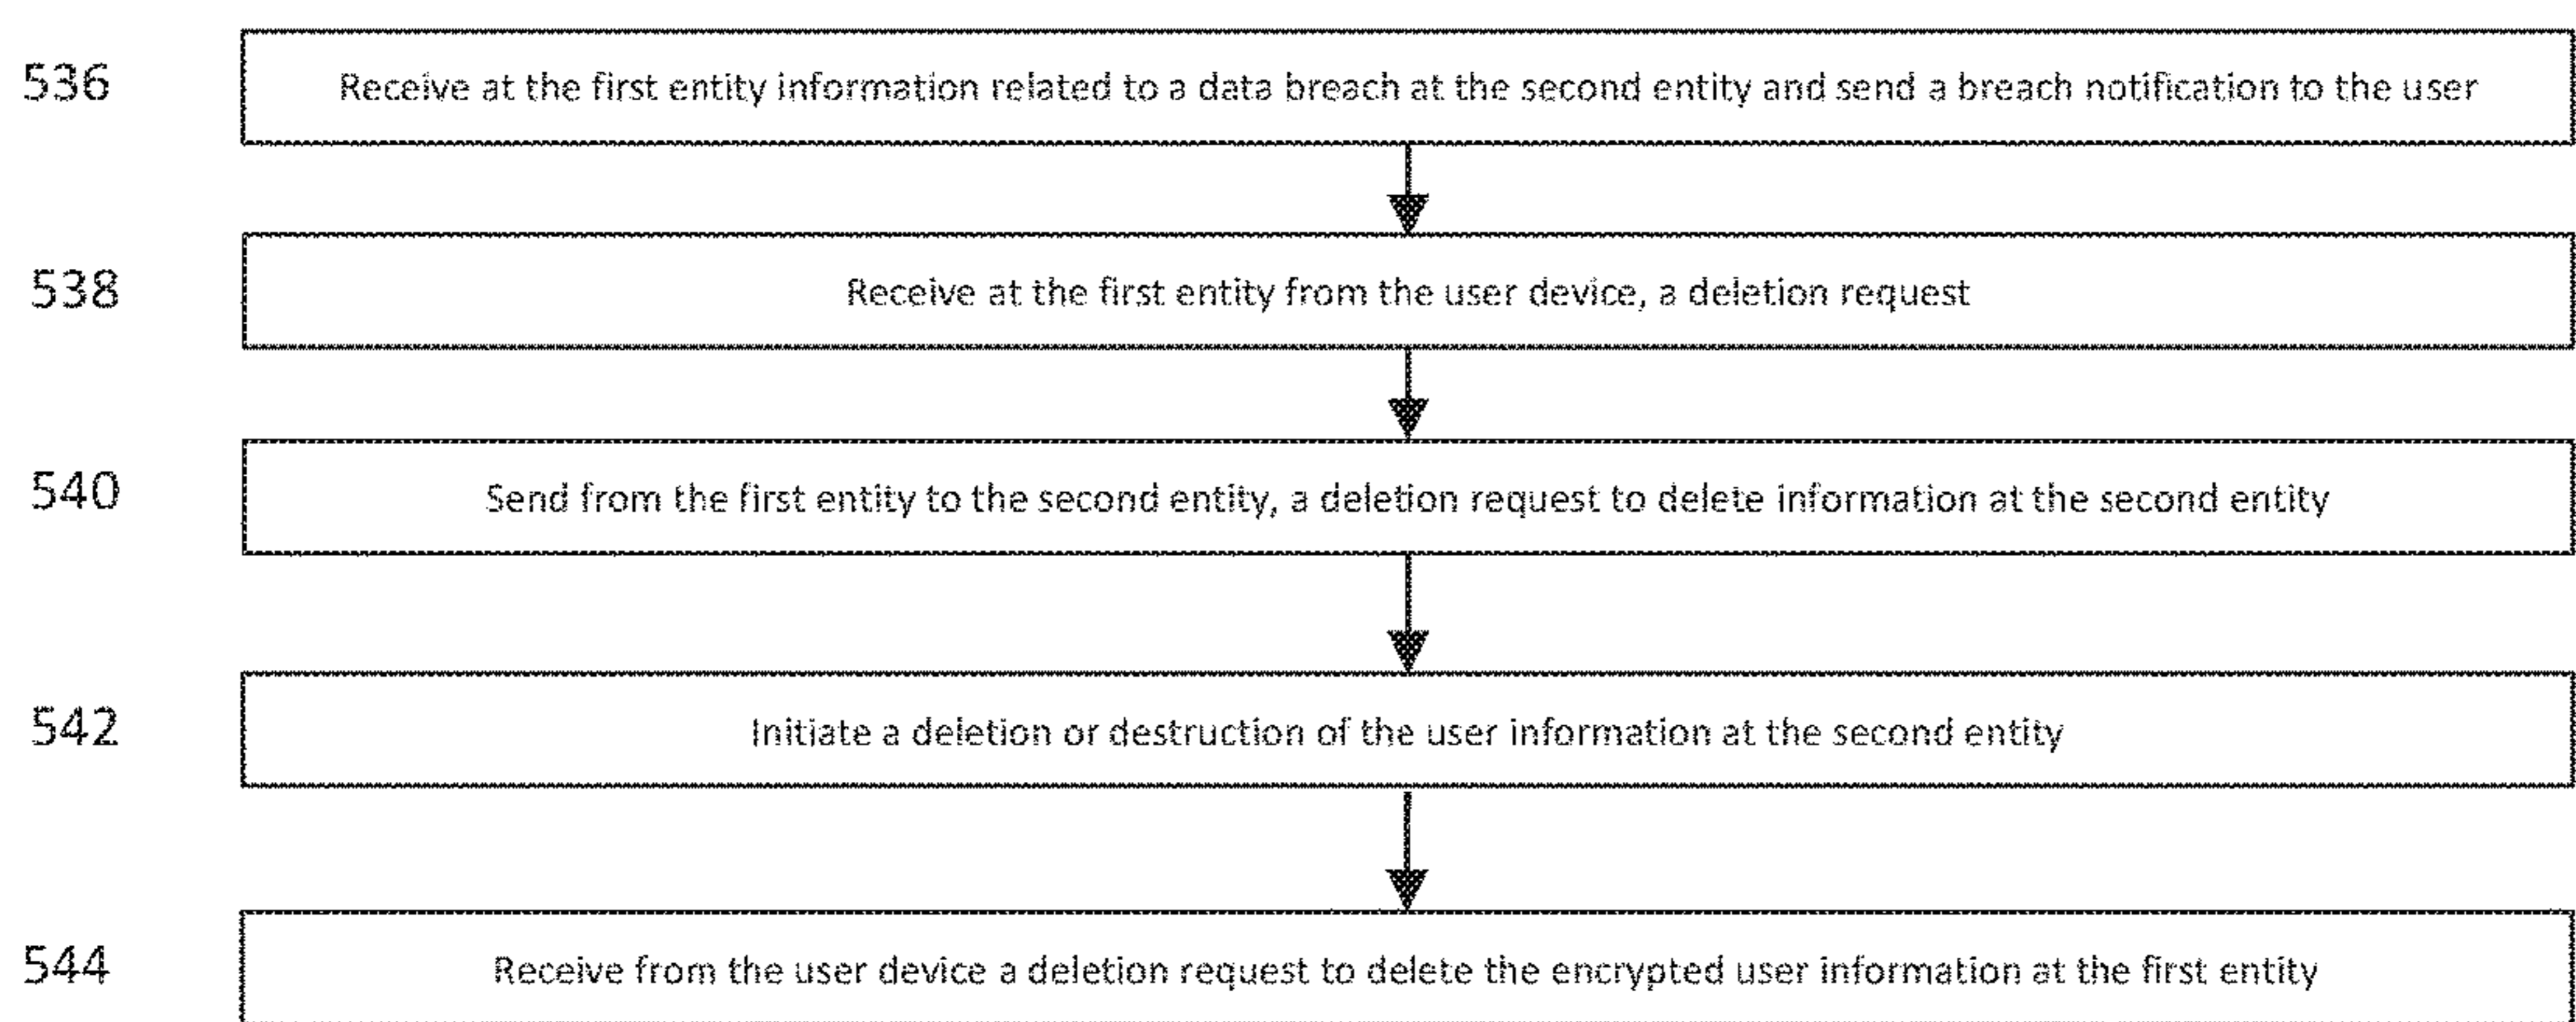 536 Receive at the first entity information related to a data breach at the second entity and send a breach notification to the user
538 Receive at the first entity from the user device, a deletion request
540 Send from the first entity to the second entity, a deletion request to delete information at the second entity
542 Initiate a deletion or destruction of the user information at the second entity
544 Receive from the user device a deletion request to delete the encrypted user information at the first entity